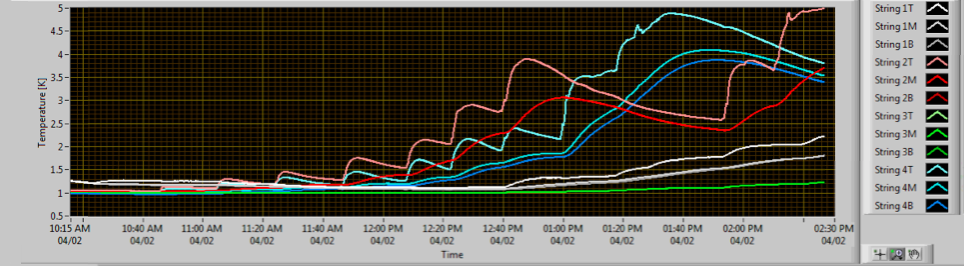 5
4.5
4
3.5
3
2.5
2
1.5
1
0.5
Temperature [K]
10:15 AM 10:40 AM 11:00 AM 11:20 AM 11:40 AM 12:00 PM 12:20 PM 12:40 PM 01:00 PM 01:20 PM 01:40 PM 02:00 PM 02:30 PM
04/02 04/02 04/02 04/02 04/02 04/02 04/02 04/02 04/02 04/02 04/02 04/02 04/02
Time
String 1T
String 1M
String 1B
String 2T
String 2M
String 2B
String 3T
String 3M
String 3B
String 4T
String 4M
String 4B